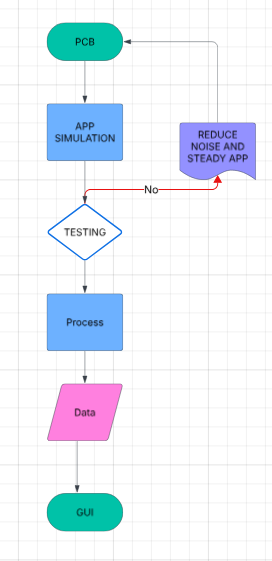 PCB
APP
SIMULATION
REDUCE
NOISE AND
STEADY APP
No
TESTING
Process
Data
GUI